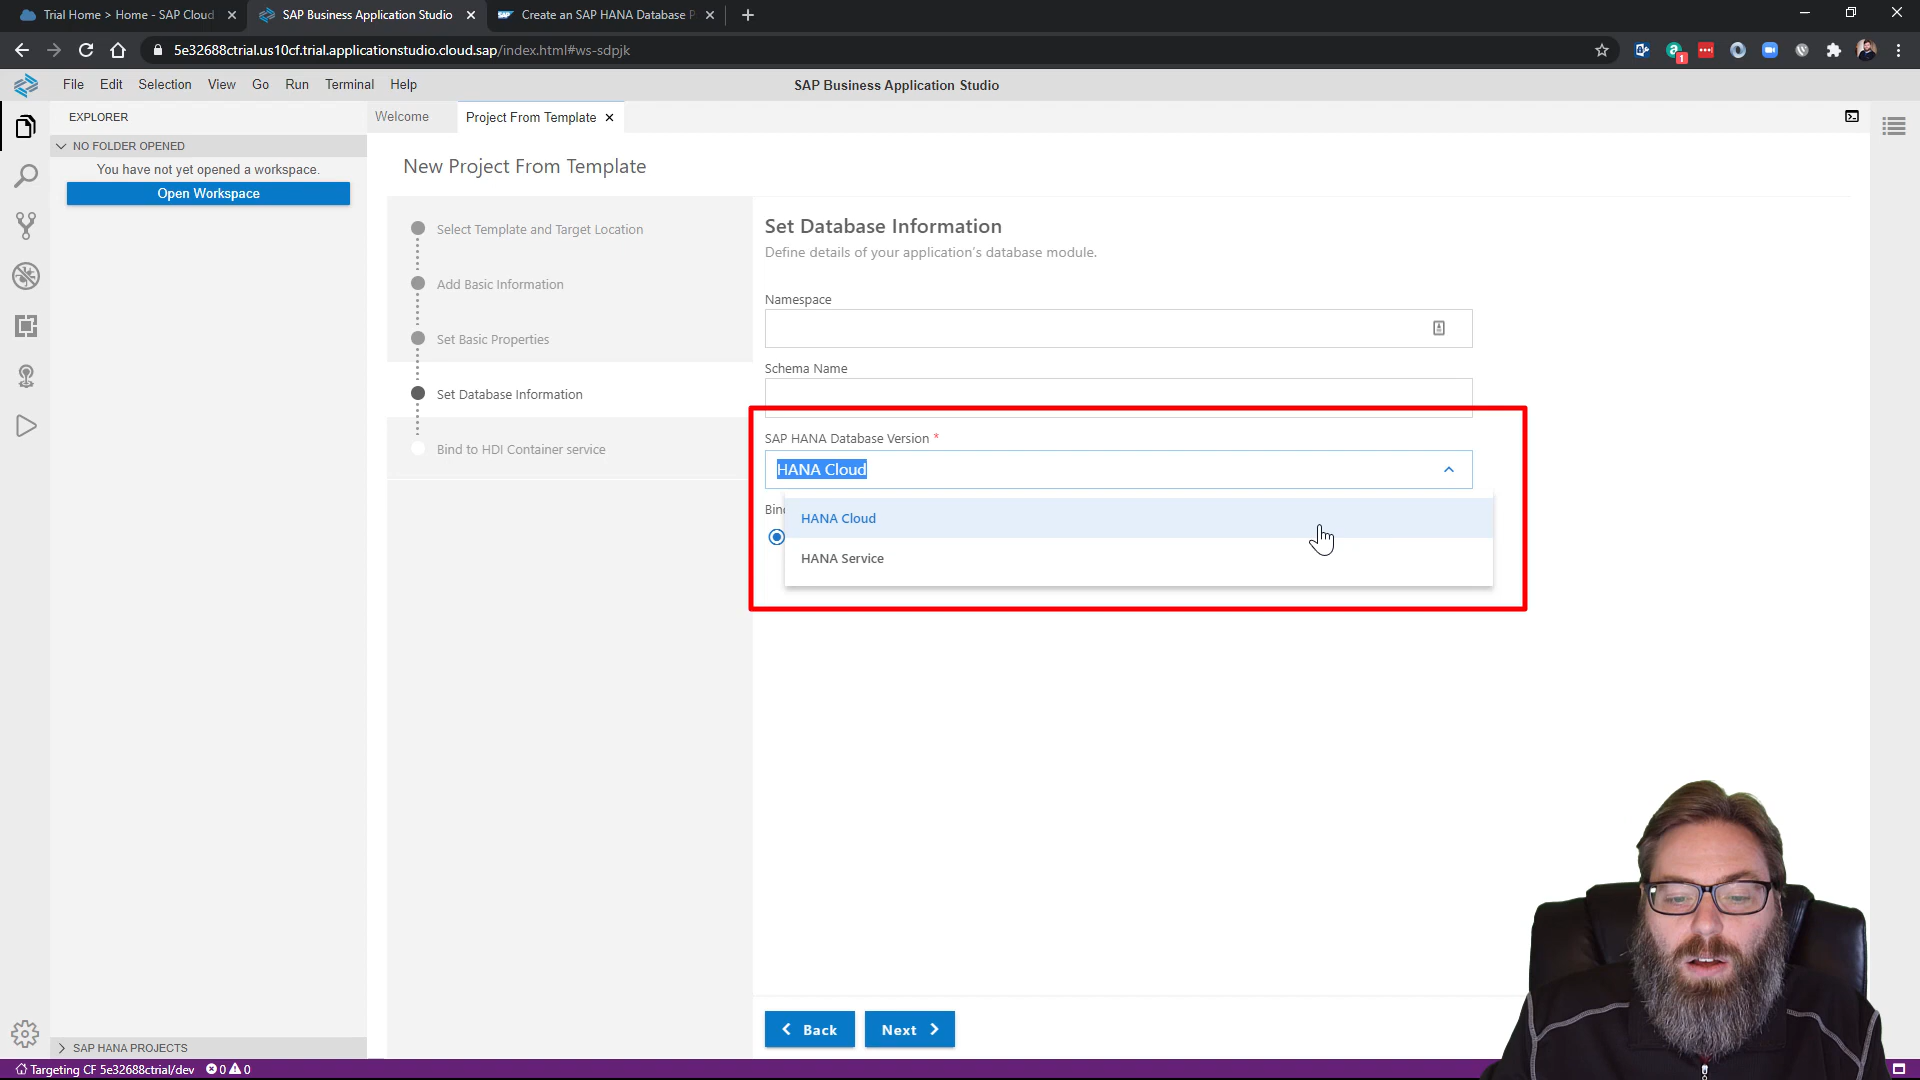 Trial Home > Home - SAP Cloud
SAP Business Application Studio
Create an SAP HANA Database P
5e32688ctrial.us10cf.trial.applicationstudio.cloud.sap/index.html#ws-sdpjk
1
File Edit Selection View Go Run Terminal Help
SAP Business Application Studio
EXPLORER
NO FOLDER OPENED
You have not yet opened a workspace.
Open Workspace
SAP HANA PROJECTS
Welcome
Project From Template
New Project From Template
Select Template and Target Location
Add Basic Information
Set Basic Properties
Set Database Information
Bind to HDI Container service
Set Database Information
Define details of your application's database module.
Namespace
Schema Name
SAP HANA Database Version *
HANA Cloud
Bind
HANA Cloud
HANA Service
Back
Next
Targeting CF 5e32688ctrial/dev
0 0